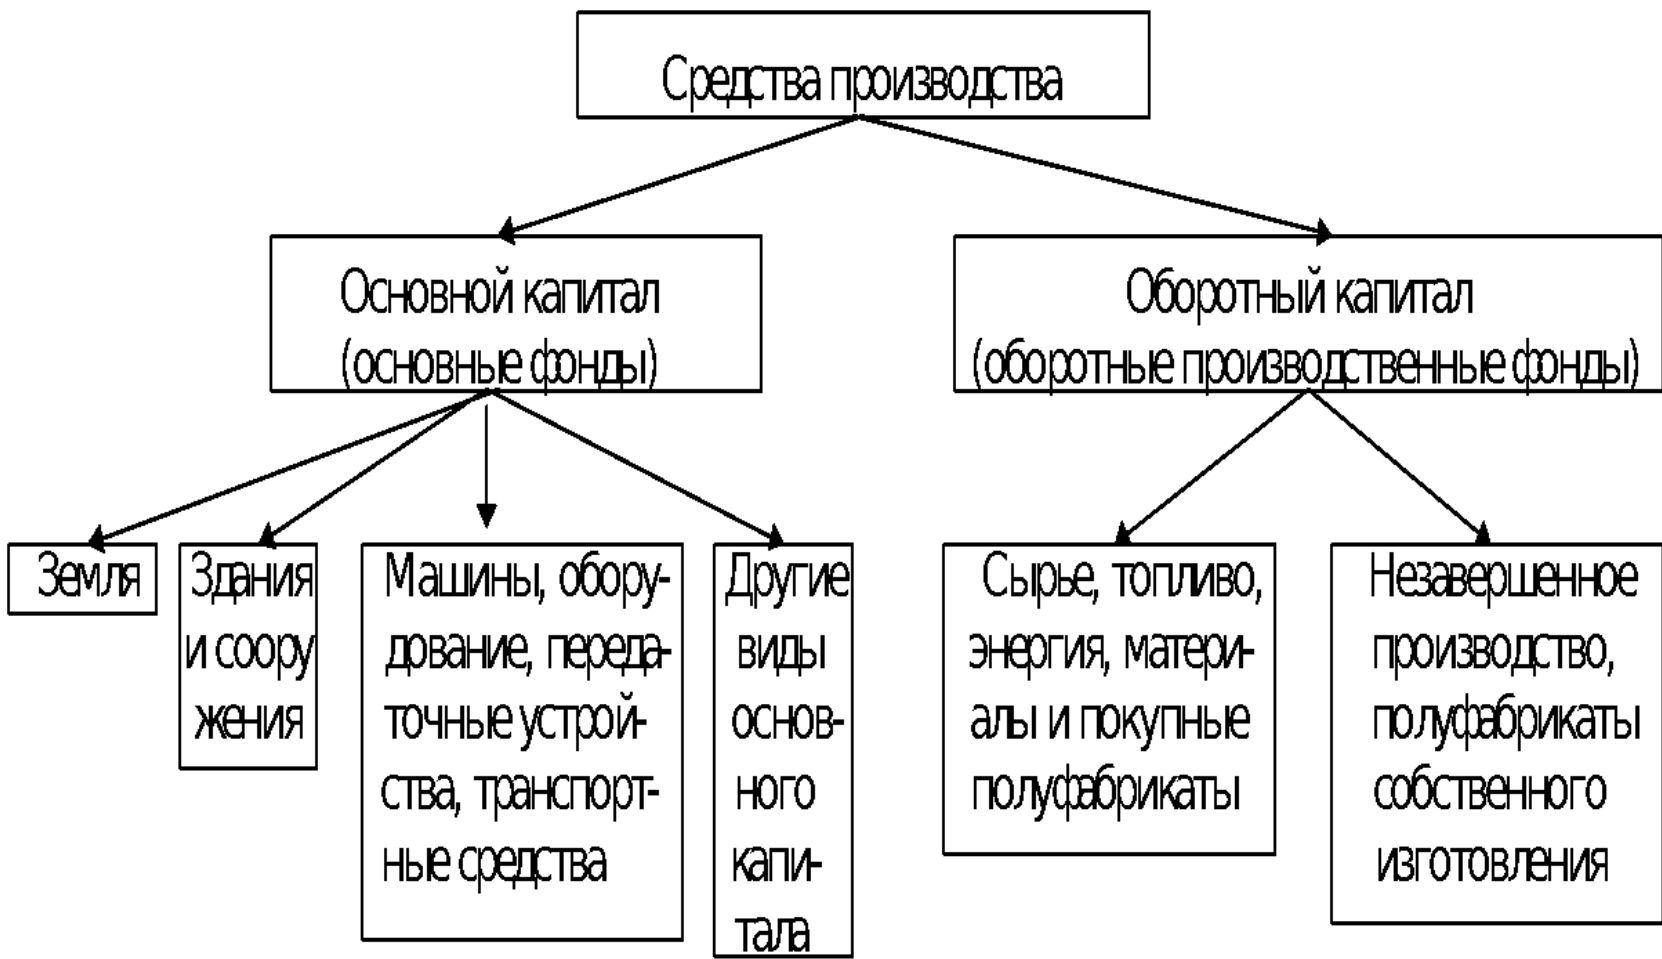 Средства производства
Основной капитал
(основные фонды)
Оборотный капитал
(оборотные производственные фонды)
Земля
Здания
и соору
жения
Машины, обору-
дование, переда-
точные устрой-
ства, транспорт-
ные средства
Другие
виды
основ-
ного
капи-
тала
Сырье, топливо,
энергия, матери-
алы и покупные
полуфабрикаты
Незавершенное
производство,
полуфабрикаты
собственного
изготовления